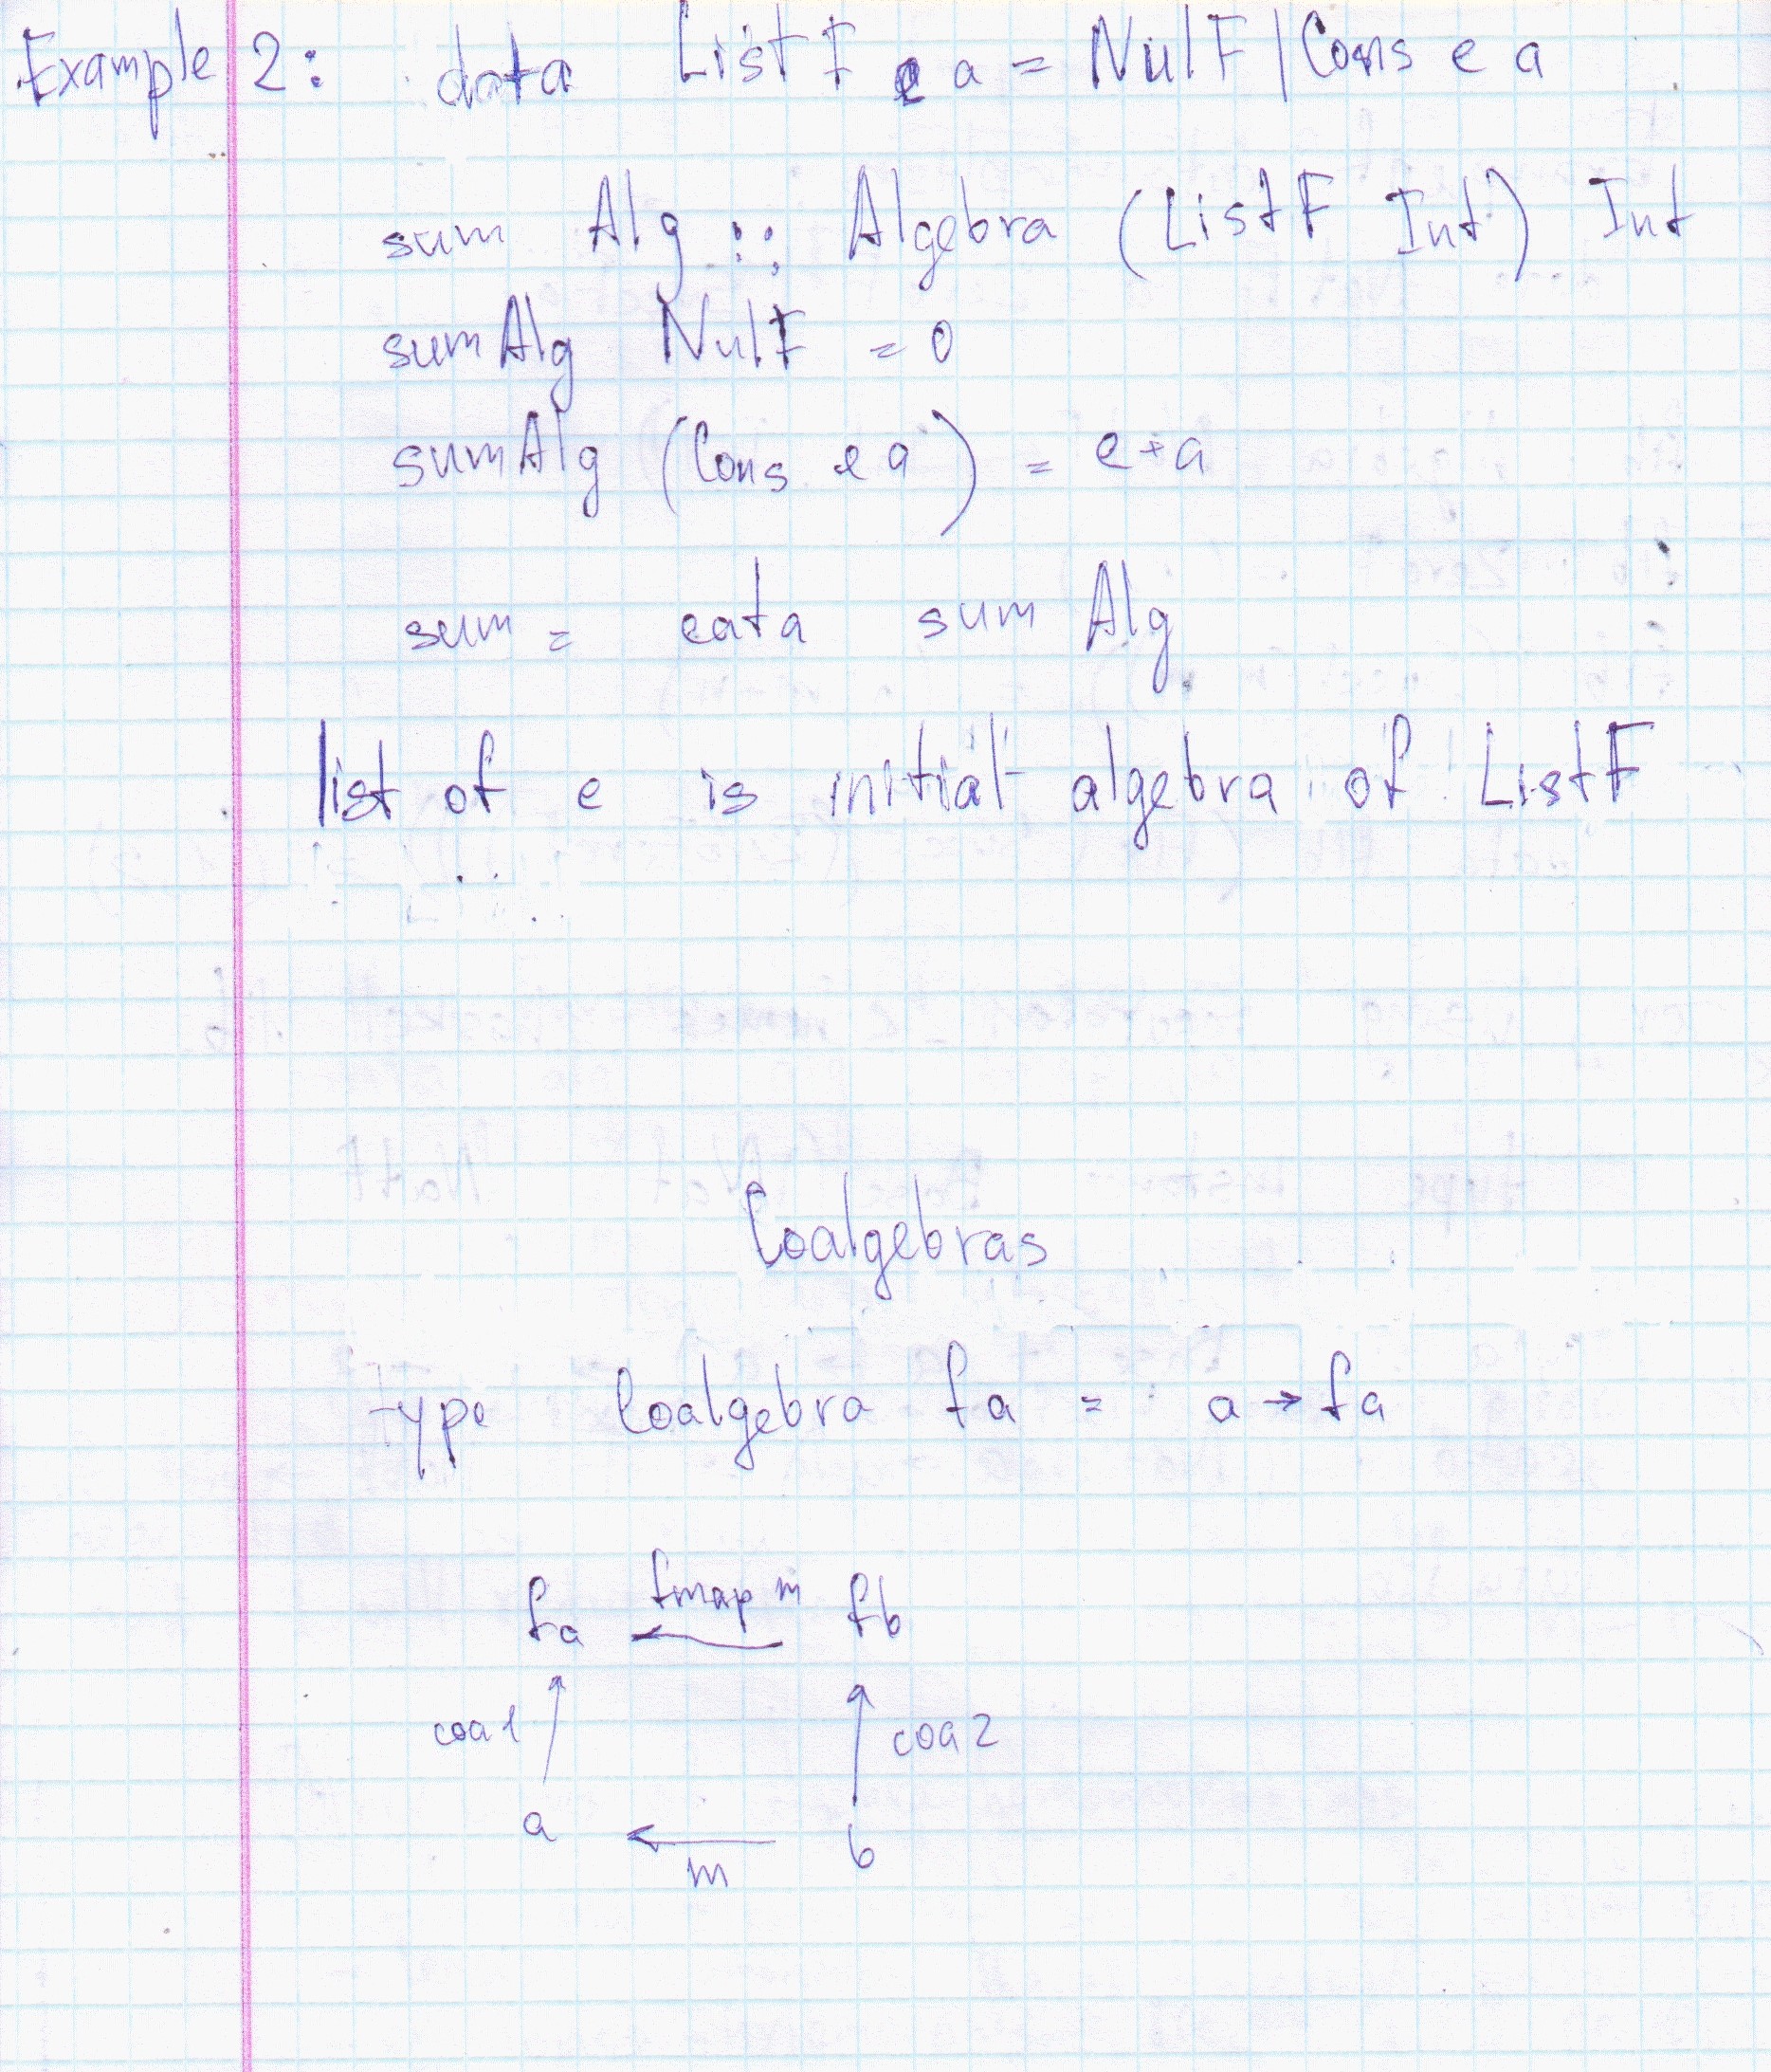 Example 2: data ListF e a = NulF | Cons e a
sum Alg :: Algebra (ListF Int) Int
sumAlg NulF = 0
sumAlg (Cons e a) = e+a
sum = cata sum Alg
list of e is initial algebra of ListF
Coalgebras
type Coalgebra f a = a → f a
fa fmap m fb
coa1 coa2
a m b